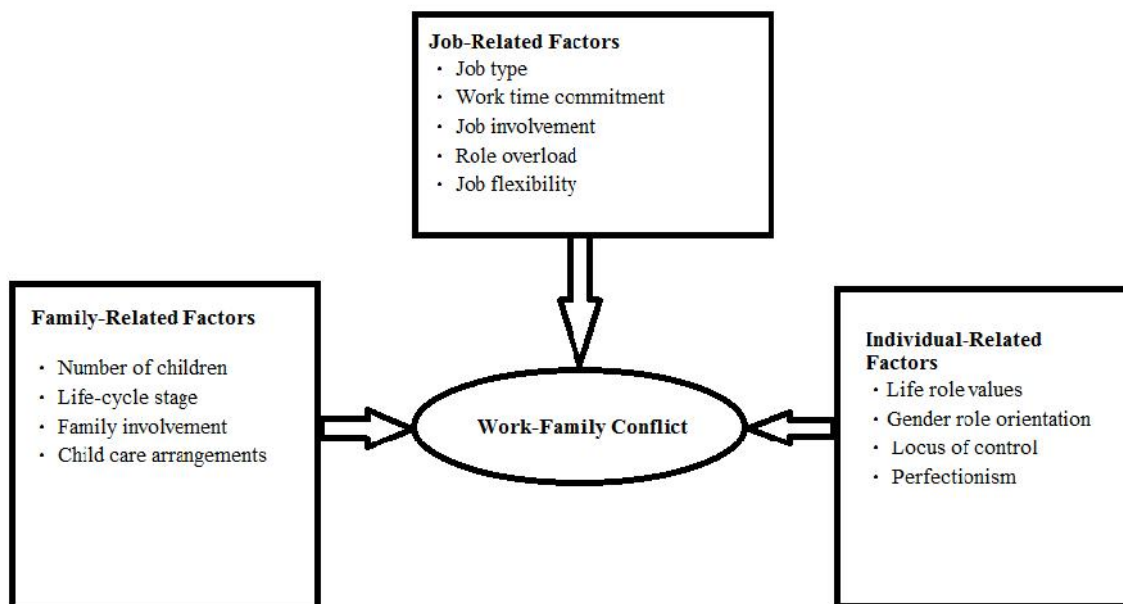 Job-Related Factors
· Job type
· Work time commitment
· Job involvement
· Role overload
· Job flexibility
Family-Related Factors
· Number of children
· Life-cycle stage
· Family involvement
· Child care arrangements
Work-Family Conflict
Individual-Related
Factors
· Life role values
· Gender role orientation
· Locus of control
· Perfectionism